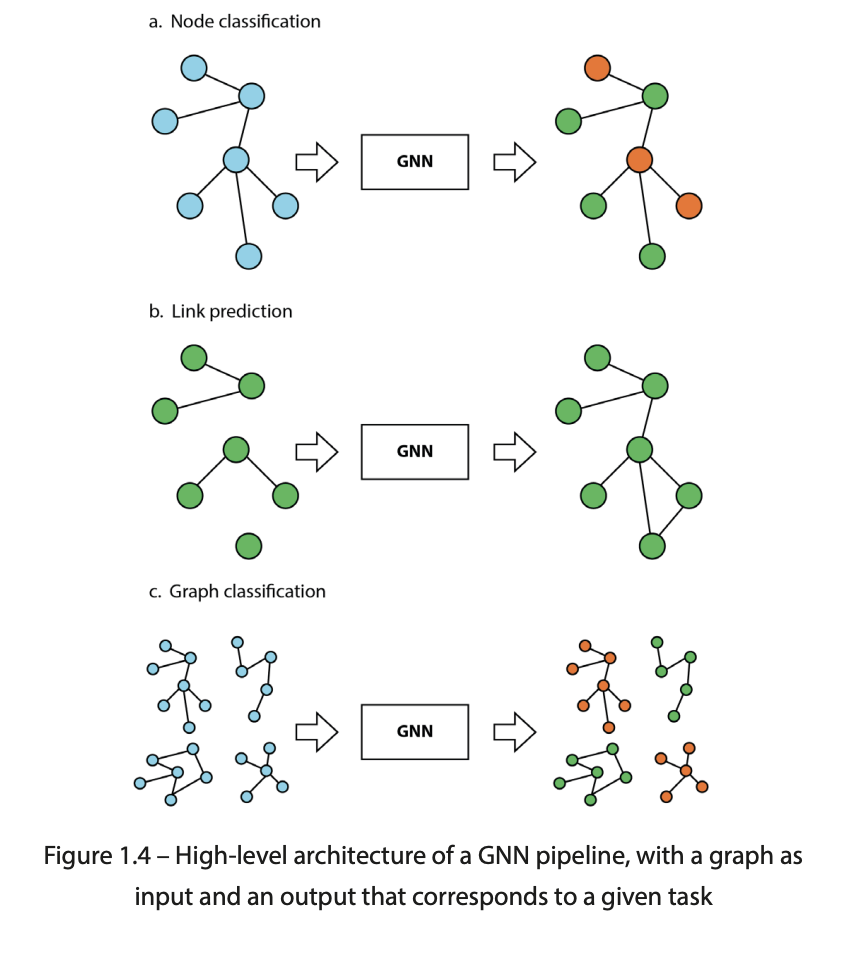 a. Node classification
GNN
b. Link prediction
GNN
c. Graph classification
GNN
Figure 1.4 – High-level architecture of a GNN pipeline, with a graph as
input and an output that corresponds to a given task